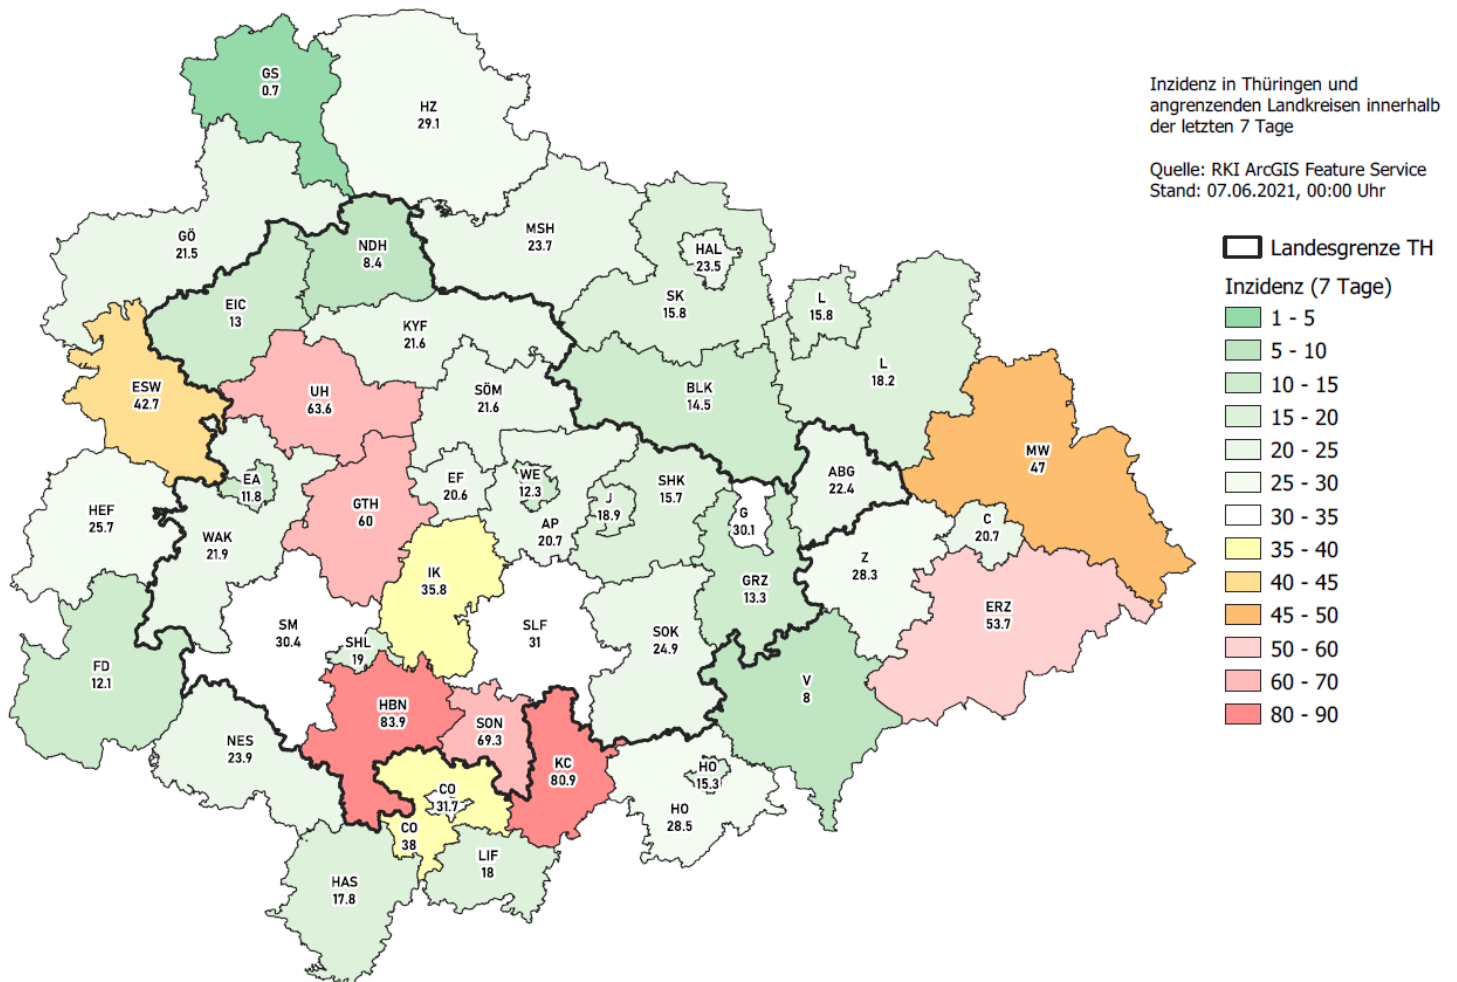 GS
0.7
HZ
29.1
Inzidenz in Thüringen und
angrenzenden Landkreisen innerhalb
der letzten 7 Tage
Quelle: RKI ArcGIS Feature Service
Stand: 07.06.2021, 00:00 Uhr
Landesgrenze TH
Inzidenz (7 Tage)
1 - 5
5 - 10
10 - 15
15 - 20
20 - 25
25 - 30
30 - 35
35 - 40
40 - 45
45 - 50
50 - 60
60 - 70
80 - 90
GÖ
21.5
NDH
8.4
MSH
23.7
HAL
23.5
EIC
13
KYF
21.6
SK
15.8
L
15.8
L
18.2
ESW
42.7
UH
63.6
SÖM
21.6
BLK
14.5
MW
47
HEF
25.7
EA
11.8
WAK
21.9
GTH
60
EF
20.6
WE
12.3
AP
20.7
J
18.9
SHK
15.7
G
30.1
ABG
22.4
C
20.7
Z
28.3
IK
35.8
GRZ
13.3
ERZ
53.7
SM
30.4
SHL
19
SLF
31
SOK
24.9
FD
12.1
V
8
HBN
83.9
SON
69.3
NES
23.9
KC
80.9
HO
15.3
HO
28.5
CO
31.7
CO
38
LIF
18
HAS
17.8